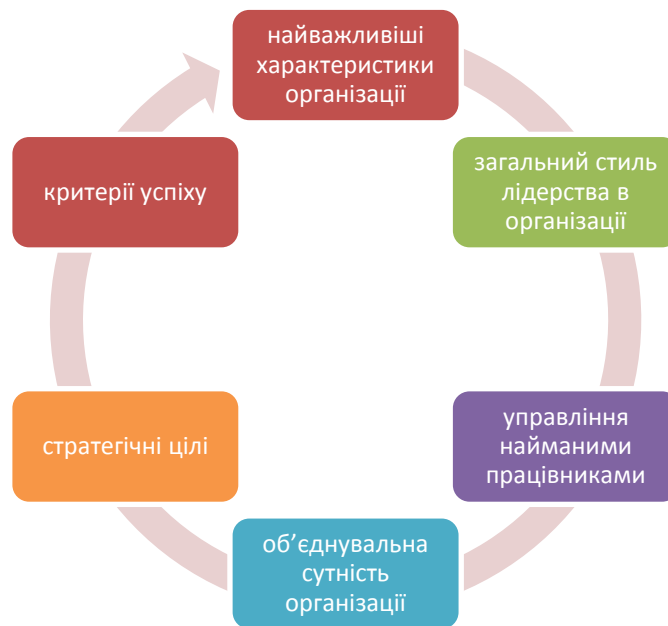 найважливіші
характеристики
організації
загальний стиль
лідерства в
організації
управління
найманими
працівниками
об’єднувальна
сутність
організації
стратегічні цілі
критерії успіху